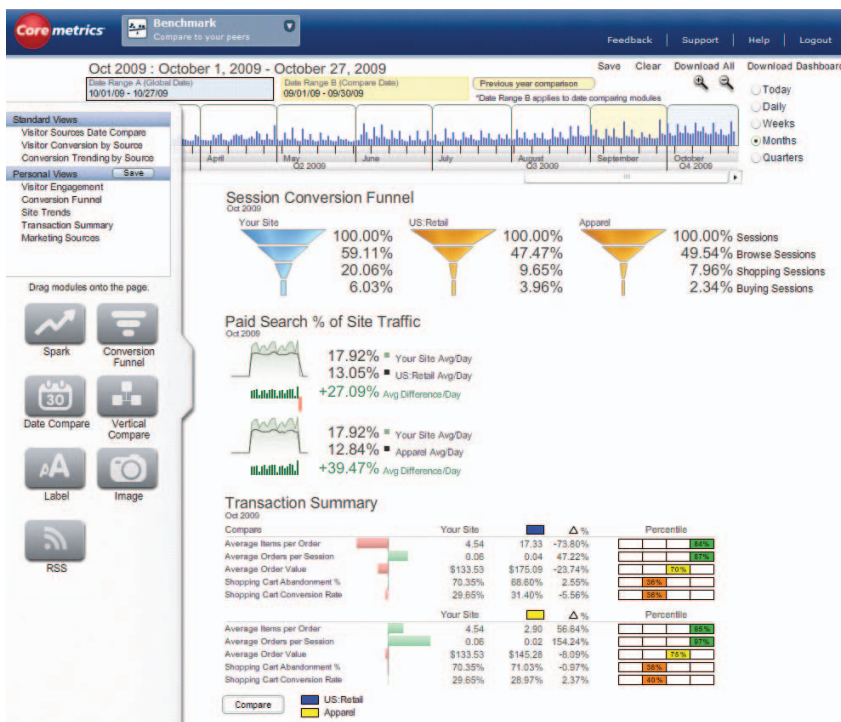 Coremetrics
Benchmark
Compare to your peers
Feedback | Support | Help | Logout
Oct 2009 : October 1, 2009 - October 27, 2009
Save Clear Download All Download Dashboard
Date Range A (Global Date)
10/01/09 - 10/27/09
Date Range B (Compare Date)
09/01/09 - 09/30/09
Previous year comparison
*Date Range B applies to date comparing modules
Today
Daily
Weeks
Months
Quarters
April May June July August September October
Q2 2009 Q3 2009 Q4 2009
Standard Views
Visitor Sources Date Compare
Visitor Conversion by Source
Conversion Trending by Source
Personal Views Save
Visitor Engagement
Conversion Funnel
Site Trends
Transaction Summary
Marketing Sources
Drag modules onto the page.
Spark
Conversion
Funnel
30
Date Compare
Vertical
Compare
AA
Label
Image
RSS
Session Conversion Funnel
Oct 2009
Your Site US:Retail Apparel
100.00% 100.00% 100.00% Sessions
59.11% 47.47% 49.54% Browse Sessions
20.06% 9.65% 7.96% Shopping Sessions
6.03% 3.96% 2.34% Buying Sessions
Paid Search % of Site Traffic
Oct 2009
17.92% Your Site Avg/Day
13.05% US:Retail Avg/Day
+27.09% Avg Difference/Day
17.92% Your Site Avg/Day
12.84% Apparel Avg/Day
+39.47% Avg Difference/Day
Transaction Summary
Oct 2009
Compare Your Site Δ% Percentile
Average Items per Order 4.54 17.33 -73.80% 84%
Average Orders per Session 0.06 0.04 47.22% 87%
Average Order Value $133.53 $175.09 -23.74% 70%
Shopping Cart Abandonment % 70.35% 68.60% 2.55% 36%
Shopping Cart Conversion Rate 29.65% 31.40% -5.56% 36%
Your Site Δ% Percentile
Average Items per Order 4.54 2.90 56.64% 95%
Average Orders per Session 0.06 0.02 154.24% 97%
Average Order Value $133.53 $145.28 -8.09% 75%
Shopping Cart Abandonment % 70.35% 71.03% -0.97% 38%
Shopping Cart Conversion Rate 29.65% 28.97% 2.37% 40%
Compare
US:Retail
Apparel